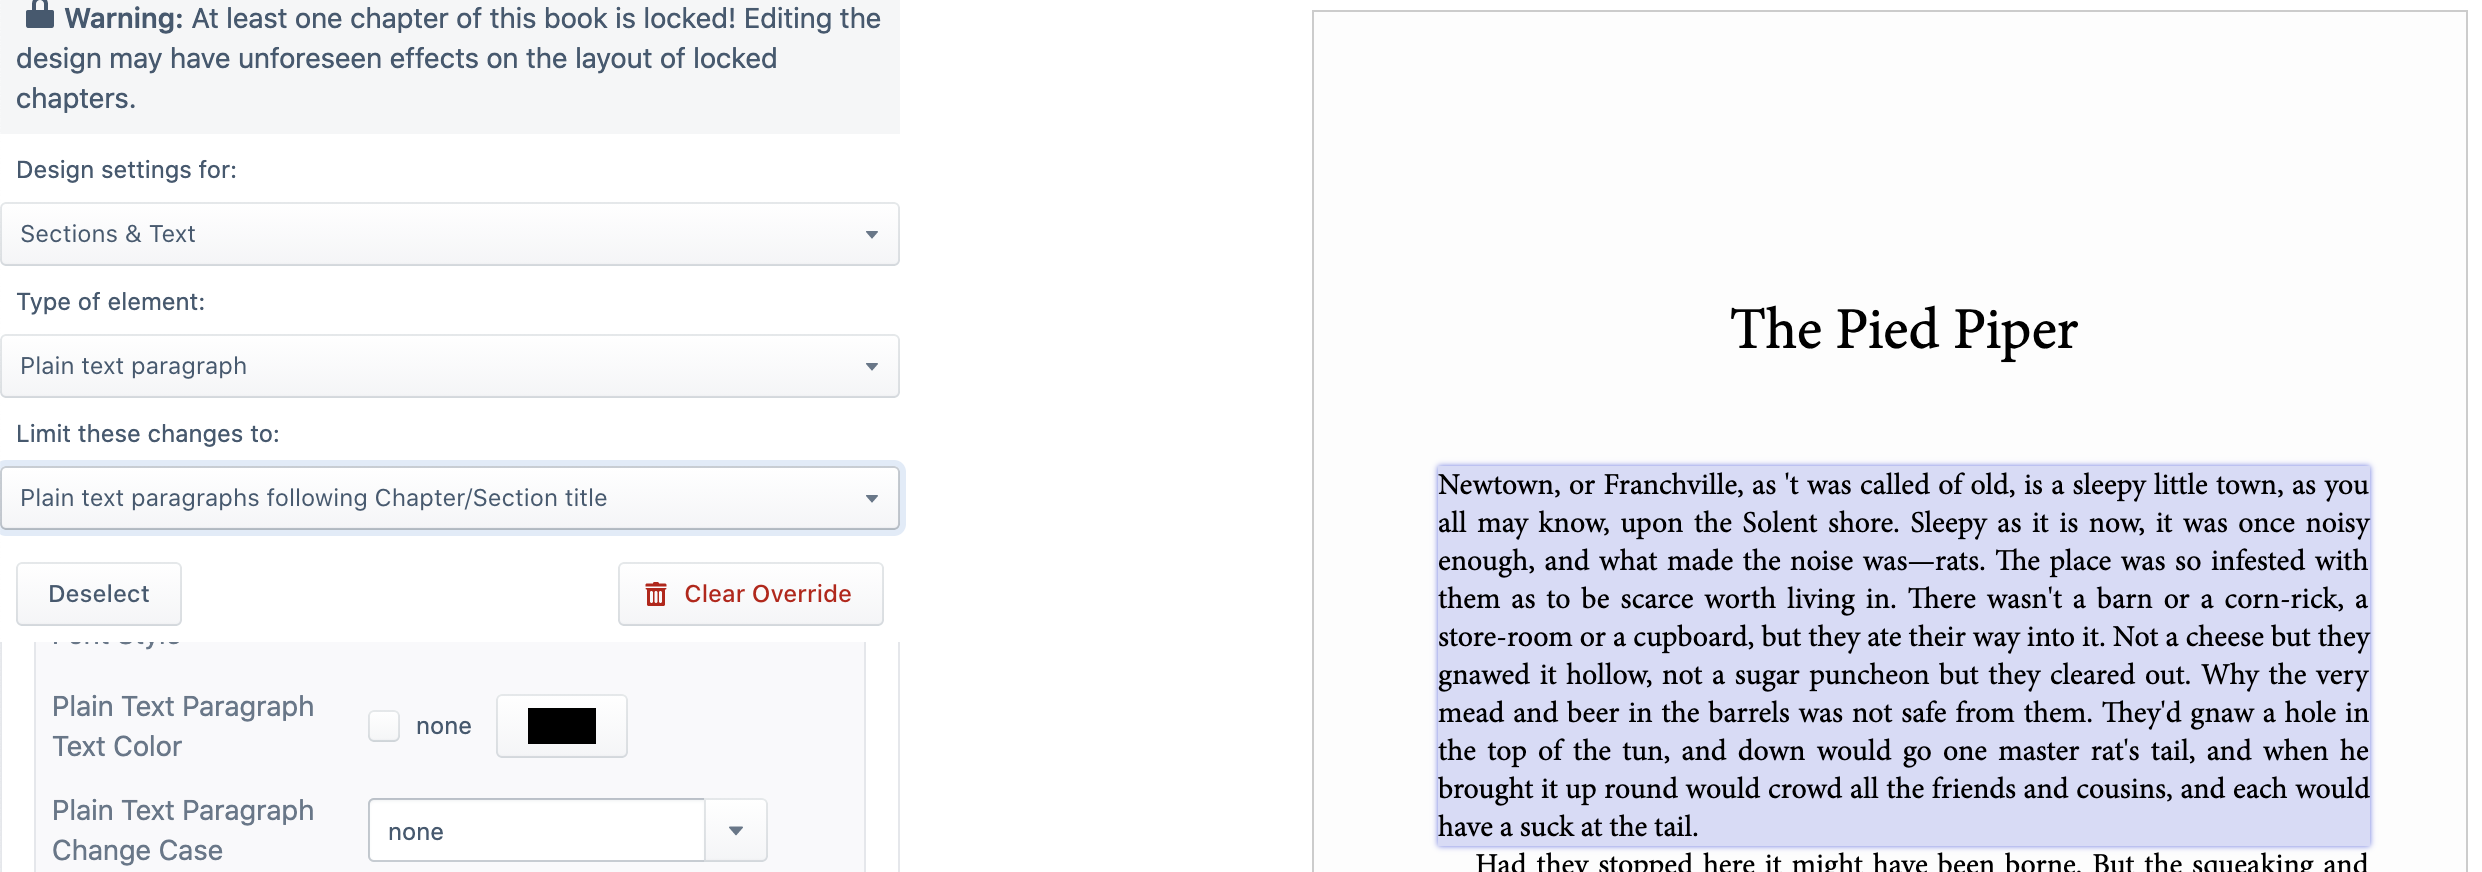 Warning: At least one chapter of this book is locked! Editing the
design may have unforeseen effects on the layout of locked
chapters.
Design settings for:
Sections & Text
Type of element:
Plain text paragraph
Limit these changes to:
Plain text paragraphs following Chapter/Section title
Deselect
Clear Override
Font Style
Plain Text Paragraph
Text Color
none
Plain Text Paragraph
Change Case
none
The Pied Piper
Newtown, or Franchville, as 't was called of old, is a sleepy little town, as you
all may know, upon the Solent shore. Sleepy as it is now, it was once noisy
enough, and what made the noise was—rats. The place was so infested with
them as to be scarce worth living in. There wasn't a barn or a corn-rick, a
store-room or a cupboard, but they ate their way into it. Not a cheese but they
gnawed it hollow, not a sugar puncheon but they cleared out. Why the very
mead and beer in the barrels was not safe from them. They'd gnaw a hole in
the top of the tun, and down would go one master rat's tail, and when he
brought it up round would crowd all the friends and cousins, and each would
have a suck at the tail.
Had they stopped here it might have been borne. But the squeaking and